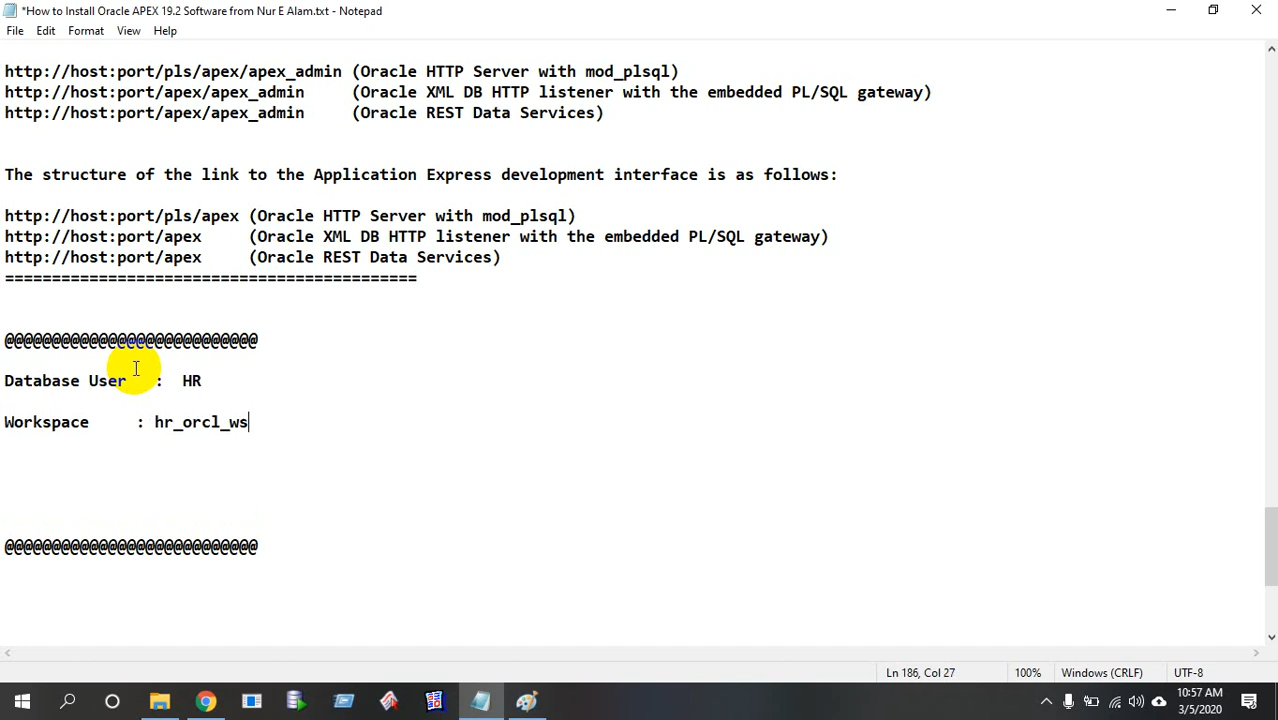 *How to Install Oracle APEX 19.2 Software from Nur E Alam.txt - Notepad
File Edit Format View Help
http://host:port/pls/apex/apex_admin (Oracle HTTP Server with mod_plsql)
http://host:port/apex/apex_admin (Oracle XML DB HTTP listener with the embedded PL/SQL gateway)
http://host:port/apex/apex_admin (Oracle REST Data Services)
The structure of the link to the Application Express development interface is as follows:
http://host:port/pls/apex (Oracle HTTP Server with mod_plsql)
http://host:port/apex (Oracle XML DB HTTP listener with the embedded PL/SQL gateway)
http://host:port/apex (Oracle REST Data Services)
============================================
@@@@@@@@@@@@@@@@@@@@@@@@@@@
Database User : HR
Workspace : hr_orcl_ws
@@@@@@@@@@@@@@@@@@@@@@@@@@@
Ln 186, Col 27 100% Windows (CRLF) UTF-8
10:57 AM
3/5/2020